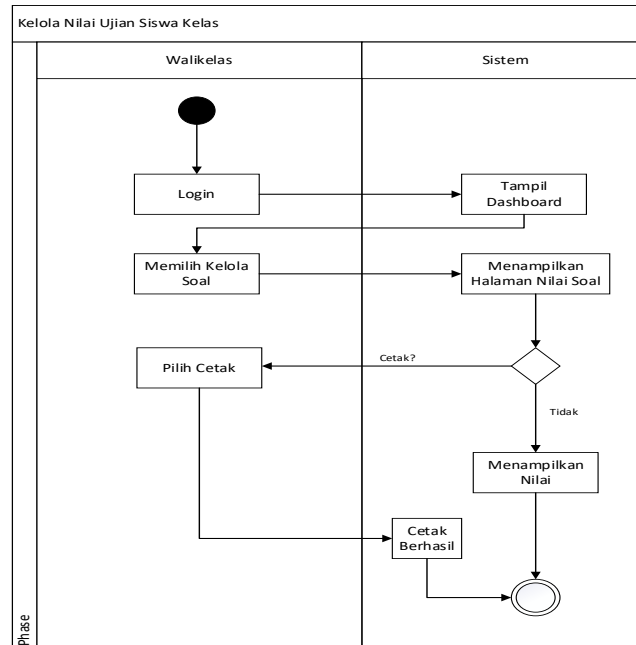 Kelola Nilai Ujian Siswa Kelas
Walikelas
Sistem
Login
Tampil
Dashboard
Memilih Kelola
Soal
Menampilkan
Halaman Nilai Soal
Pilih Cetak
Cetak?
Tidak
Menampilkan
Nilai
Cetak
Berhasil
Phase